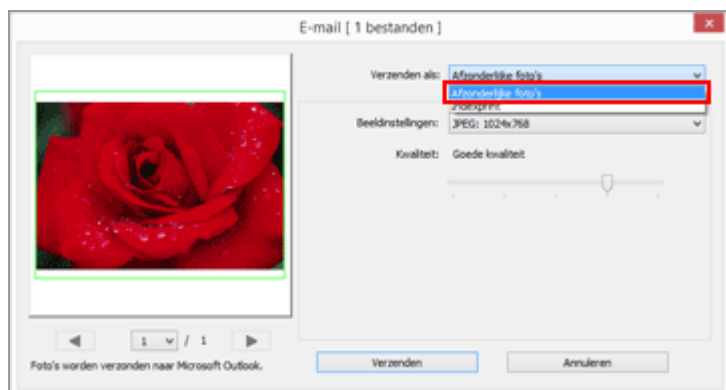 E-mail [ 1 bestanden ]
Verzenden als: Afzonderlijke foto's
Afzonderlijke foto's
Indexprint
Beeldinstellingen: JPEG: 1024x768
Kwaliteit: Goede kwaliteit
1 / 1
Foto's worden verzonden naar Microsoft Outlook.
Verzenden
Annuleren